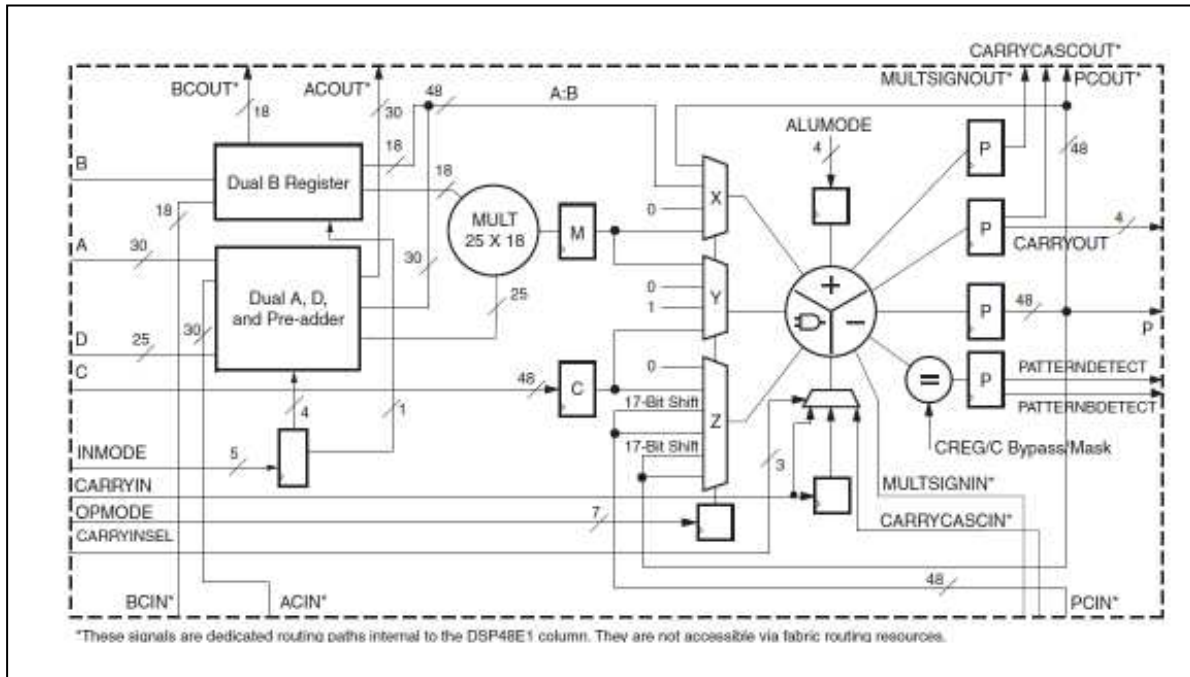 CARRYCASCOUT*
MULTSIGNOUT* PCOUT*
BCOUT* ACOUT*
48 A:B
18 30
ALUMODE
4
48
B
18
P
Dual B Register
18
MULT
25 X 18
X
0
18
M
P
4
CARRYOUT
A
30
30
Dual A, D,
and Pre-adder
25
0
1
Y
+
−
48
P
P
30
D
25
C
48
C
0
17-Bit Shift
17-Bit Shift
Z
=
P
PATTERNDETECT
PATTERNBDETECT
4
1
CREG/C Bypass/Mask
INMODE
5
3
CARRYIN
MULTSIGNIN*
OPMODE
7
CARRYCASCIN*
CARRYINSEL
48
BCIN*
ACIN*
PCIN*
*These signals are dedicated routing paths internal to the DSP48E1 column. They are not accessible via fabric routing resources.